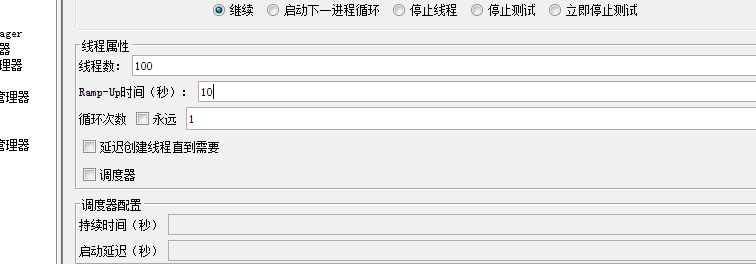 继续 启动下一进程循环 停止线程 停止测试 立即停止测试
ager
器
理器
管理器
管理器
线程属性
线程数: 100
Ramp-Up时间（秒）: 10
循环次数 永远 1
延迟创建线程直到需要
调度器
调度器配置
持续时间（秒）
启动延迟（秒）